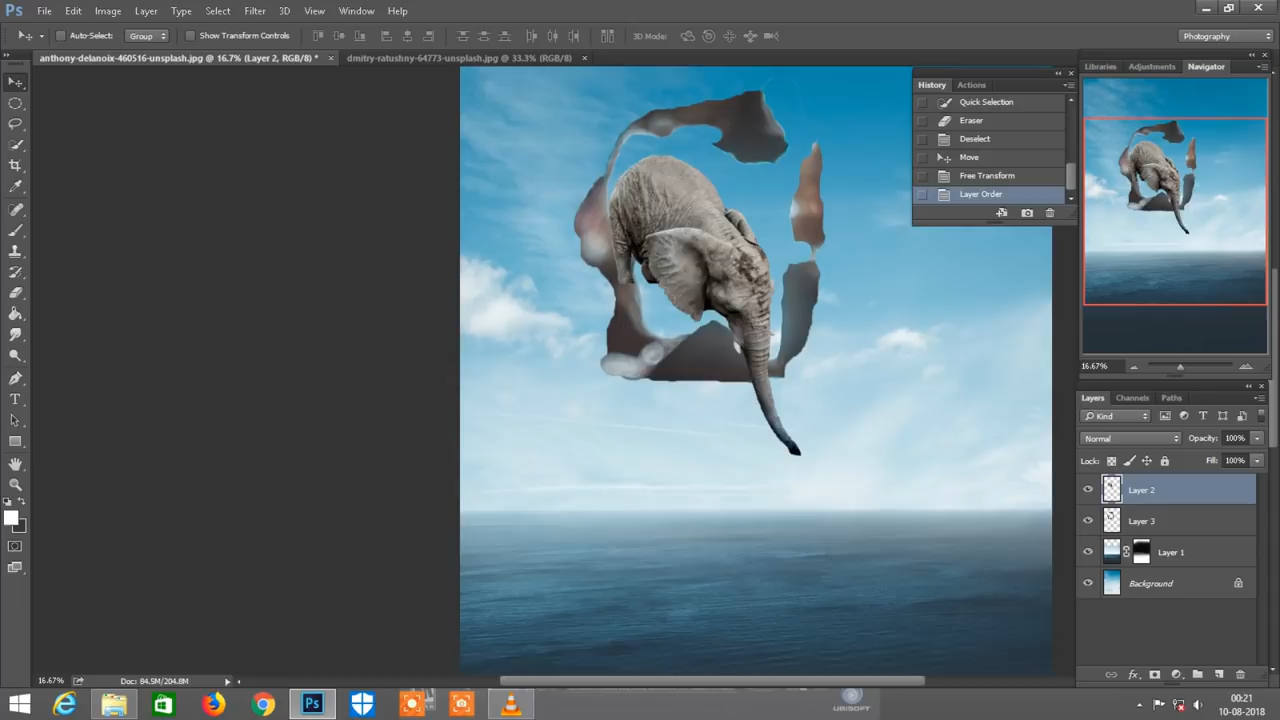 Ps File Edit Image Layer Type Select Filter 3D View Window Help
Auto-Select: Group Show Transform Controls 3D Mode: Photography
anthony-delanoix-460516-unsplash.jpg @ 16.7% (Layer 2, RGB/8) * × dmitry-ratushny-64773-unsplash.jpg @ 33.3% (RGB/8) ×
Libraries Adjustments Navigator
History Actions
Quick Selection
Eraser
Deselect
Move
Free Transform
Layer Order
16.67%
Layers Channels Paths
Kind
Normal Opacity: 100%
Lock: Fill: 100%
Layer 2
Layer 3
Layer 1
Background
16.67% Doc: 84.5M/204.8M
Ps
UBISOFT
00:21
10-08-2018